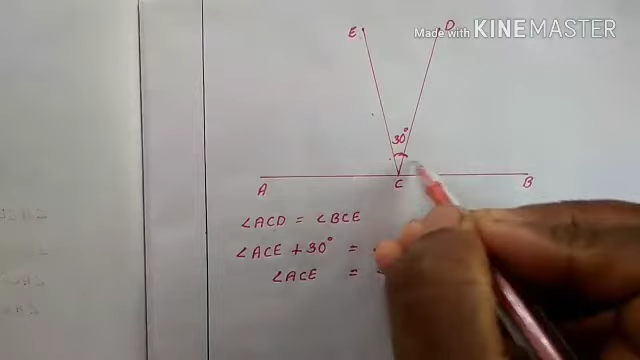 Made with KINEMASTER
E D
30°
A C B
∠ACD = ∠BCE
∠ACE + 30° =
∠ACE =